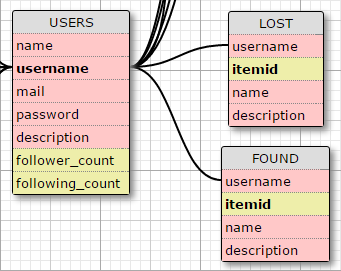 USERS
name
username
mail
password
description
follower_count
following_count
LOST
username
itemid
name
description
FOUND
username
itemid
name
description